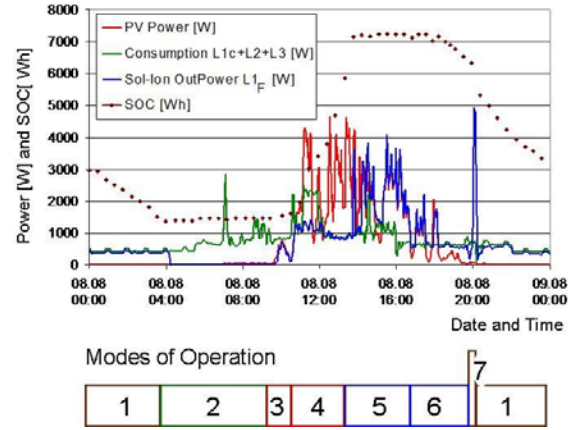 8000
7000
6000
5000
4000
3000
2000
1000
0
Power [W] and SOC[ Wh]
PV Power [W]
Consumption L1c+L2+L3 [W]
Sol-Ion OutPower L1F [W]
SOC [Wh]
08.08 08.08 08.08 08.08 08.08 08.08 09.08
00:00 04:00 08:00 12:00 16:00 20:00 00:00
Date and Time
Modes of Operation
1 2 3 4 5 6 7 1